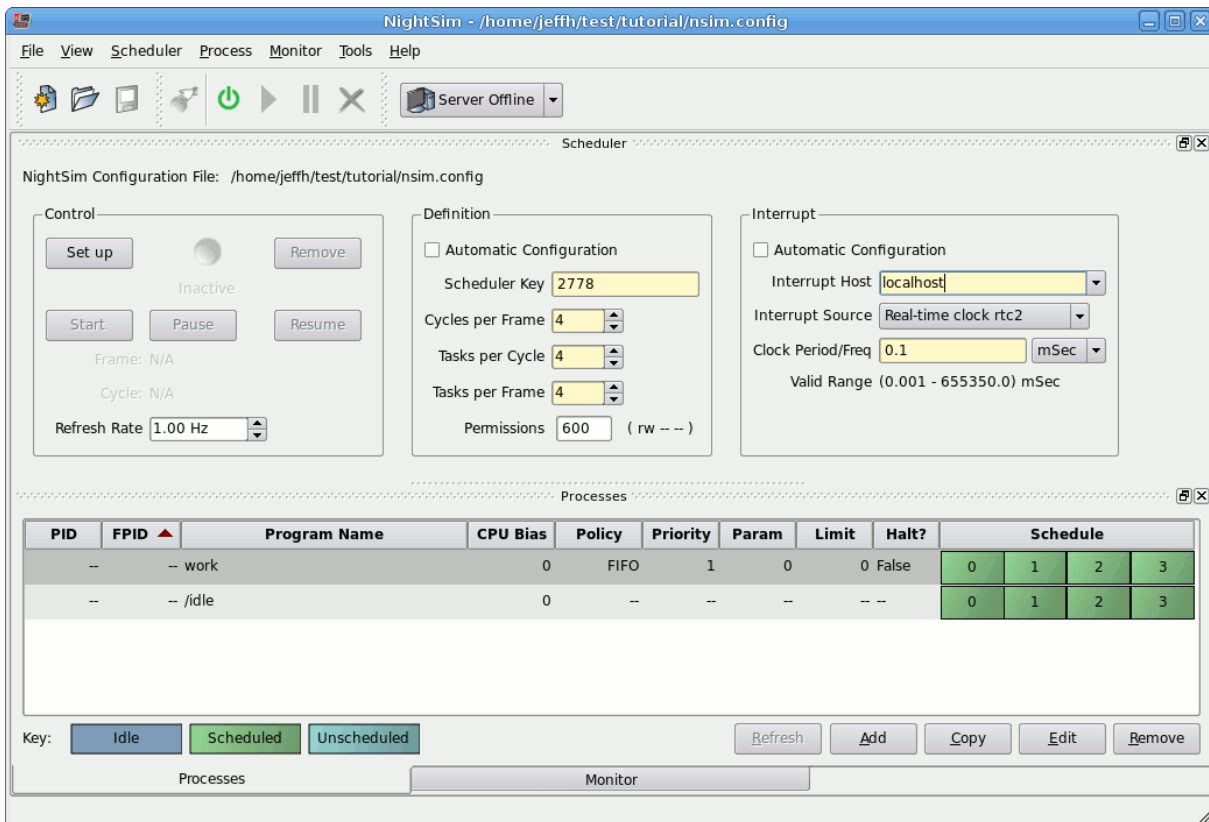 NightSim - /home/jeffh/test/tutorial/nsim.config
File View Scheduler Process Monitor Tools Help
Server Offline
Scheduler
NightSim Configuration File: /home/jeffh/test/tutorial/nsim.config
Control
Set up
Remove
Inactive
Start Pause Resume
Frame: N/A
Cycle: N/A
Refresh Rate 1.00 Hz
Definition
Automatic Configuration
Scheduler Key 2778
Cycles per Frame 4
Tasks per Cycle 4
Tasks per Frame 4
Permissions 600 ( rw -- -- )
Interrupt
Automatic Configuration
Interrupt Host localhost
Interrupt Source Real-time clock rtc2
Clock Period/Freq 0.1 mSec
Valid Range (0.001 - 655350.0) mSec
Processes
PID FPID Program Name CPU Bias Policy Priority Param Limit Halt? Schedule
-- -- work 0 FIFO 1 0 0 False 0 1 2 3
-- -- /idle 0 -- -- -- -- -- 0 1 2 3
Key: Idle Scheduled Unscheduled Refresh Add Copy Edit Remove
Processes Monitor